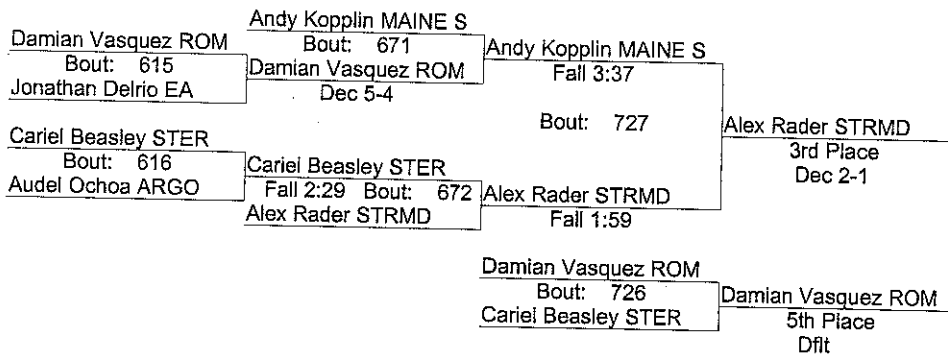 Andy Kopplin MAINE S
Damian Vasquez ROM
Bout: 671
Andy Kopplin MAINE S
Bout: 615
Damian Vasquez ROM
Fall 3:37
Jonathan Delrio EA
Dec 5-4
Bout: 727
Alex Rader STRMD
Cariel Beasley STER
3rd Place
Bout: 616
Cariel Beasley STER
Dec 2-1
Audel Ochoa ARGO
Fall 2:29 Bout: 672
Alex Rader STRMD
Alex Rader STRMD
Fall 1:59
Damian Vasquez ROM
Bout: 726
Damian Vasquez ROM
Cariel Beasley STER
5th Place
Dflt